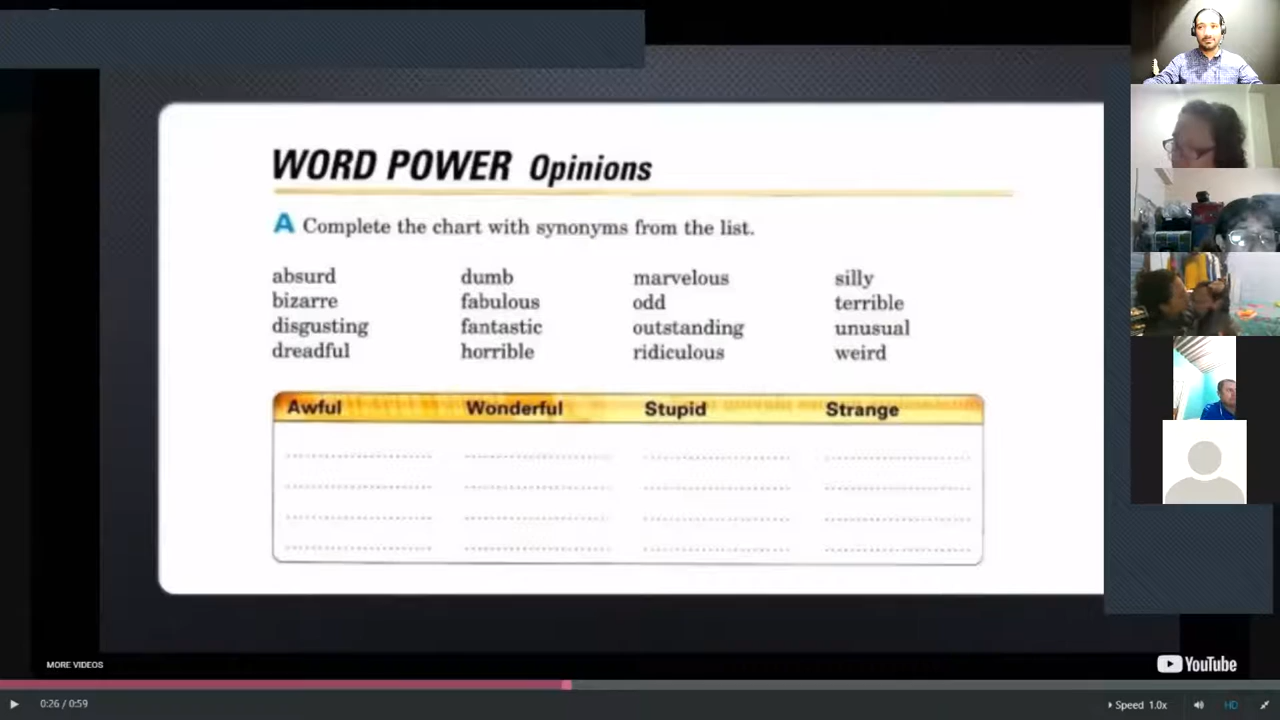 WORD POWER Opinions
A Complete the chart with synonyms from the list.
absurd dumb marvelous silly
bizarre fabulous odd terrible
disgusting fantastic outstanding unusual
dreadful horrible ridiculous weird
Awful Wonderful Stupid Strange
MORE VIDEOS
YouTube
0:26 / 0:59
Speed 1.0x
HD